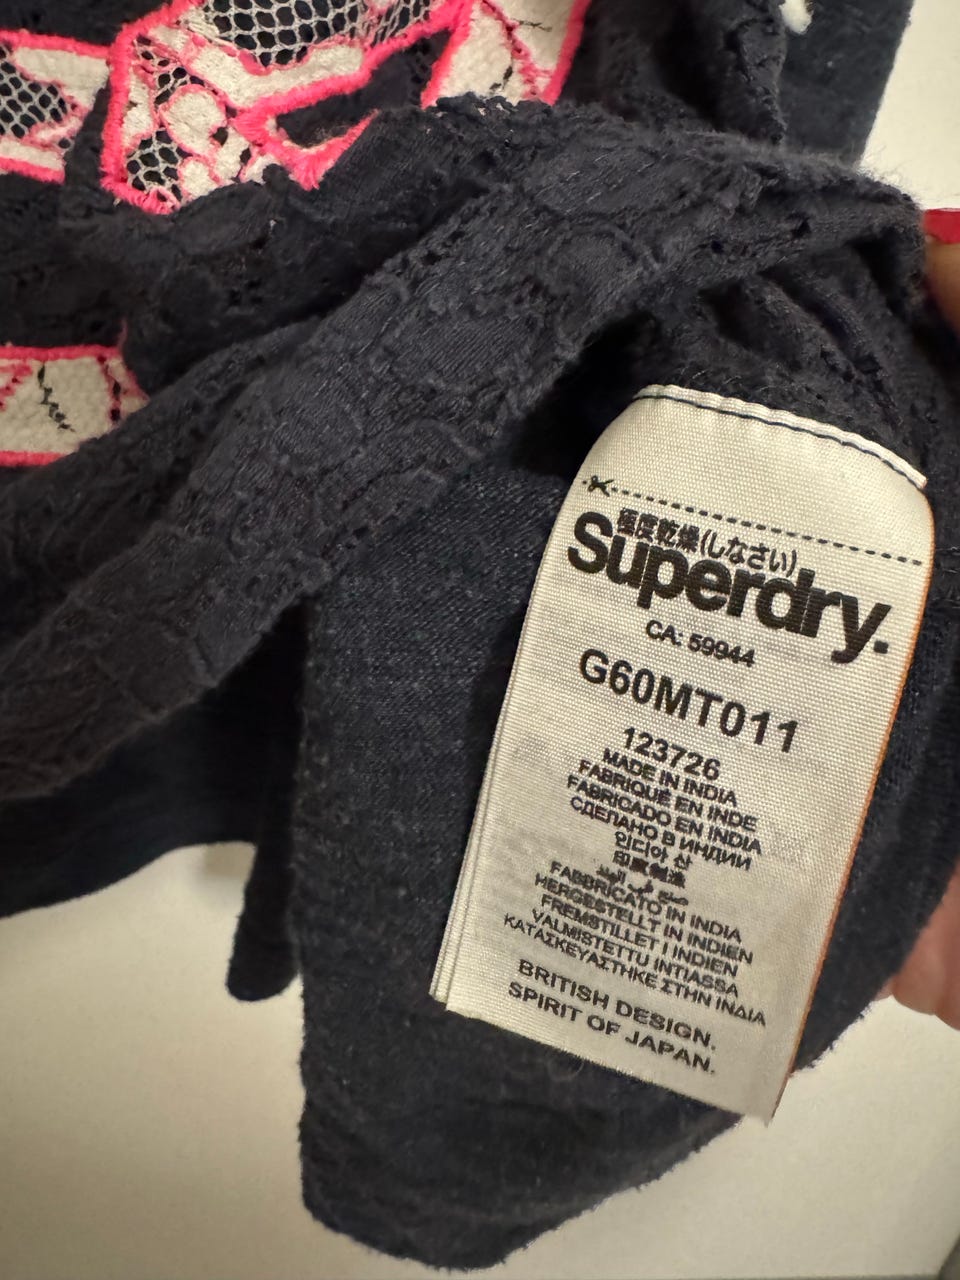 極度乾燥(しなさい)
Superdry.
CA: 59944
G60MT011
123726
MADE IN INDIA
FABRIQUÉ EN INDE
FABRICADO EN INDIA
СДЕЛАНО В ИНДИИ
인디아 산
印度製造
FABBRICATO IN INDIA
HERGESTELLT IN INDIEN
FREMSTILLET I INDIEN
VALMISTETTU INTIASSA
ΚΑΤΑΣΚΕΥΑΣΤΗΚΕ ΣΤΗΝ ΙΝΔΙΑ
BRITISH DESIGN.
SPIRIT OF JAPAN.